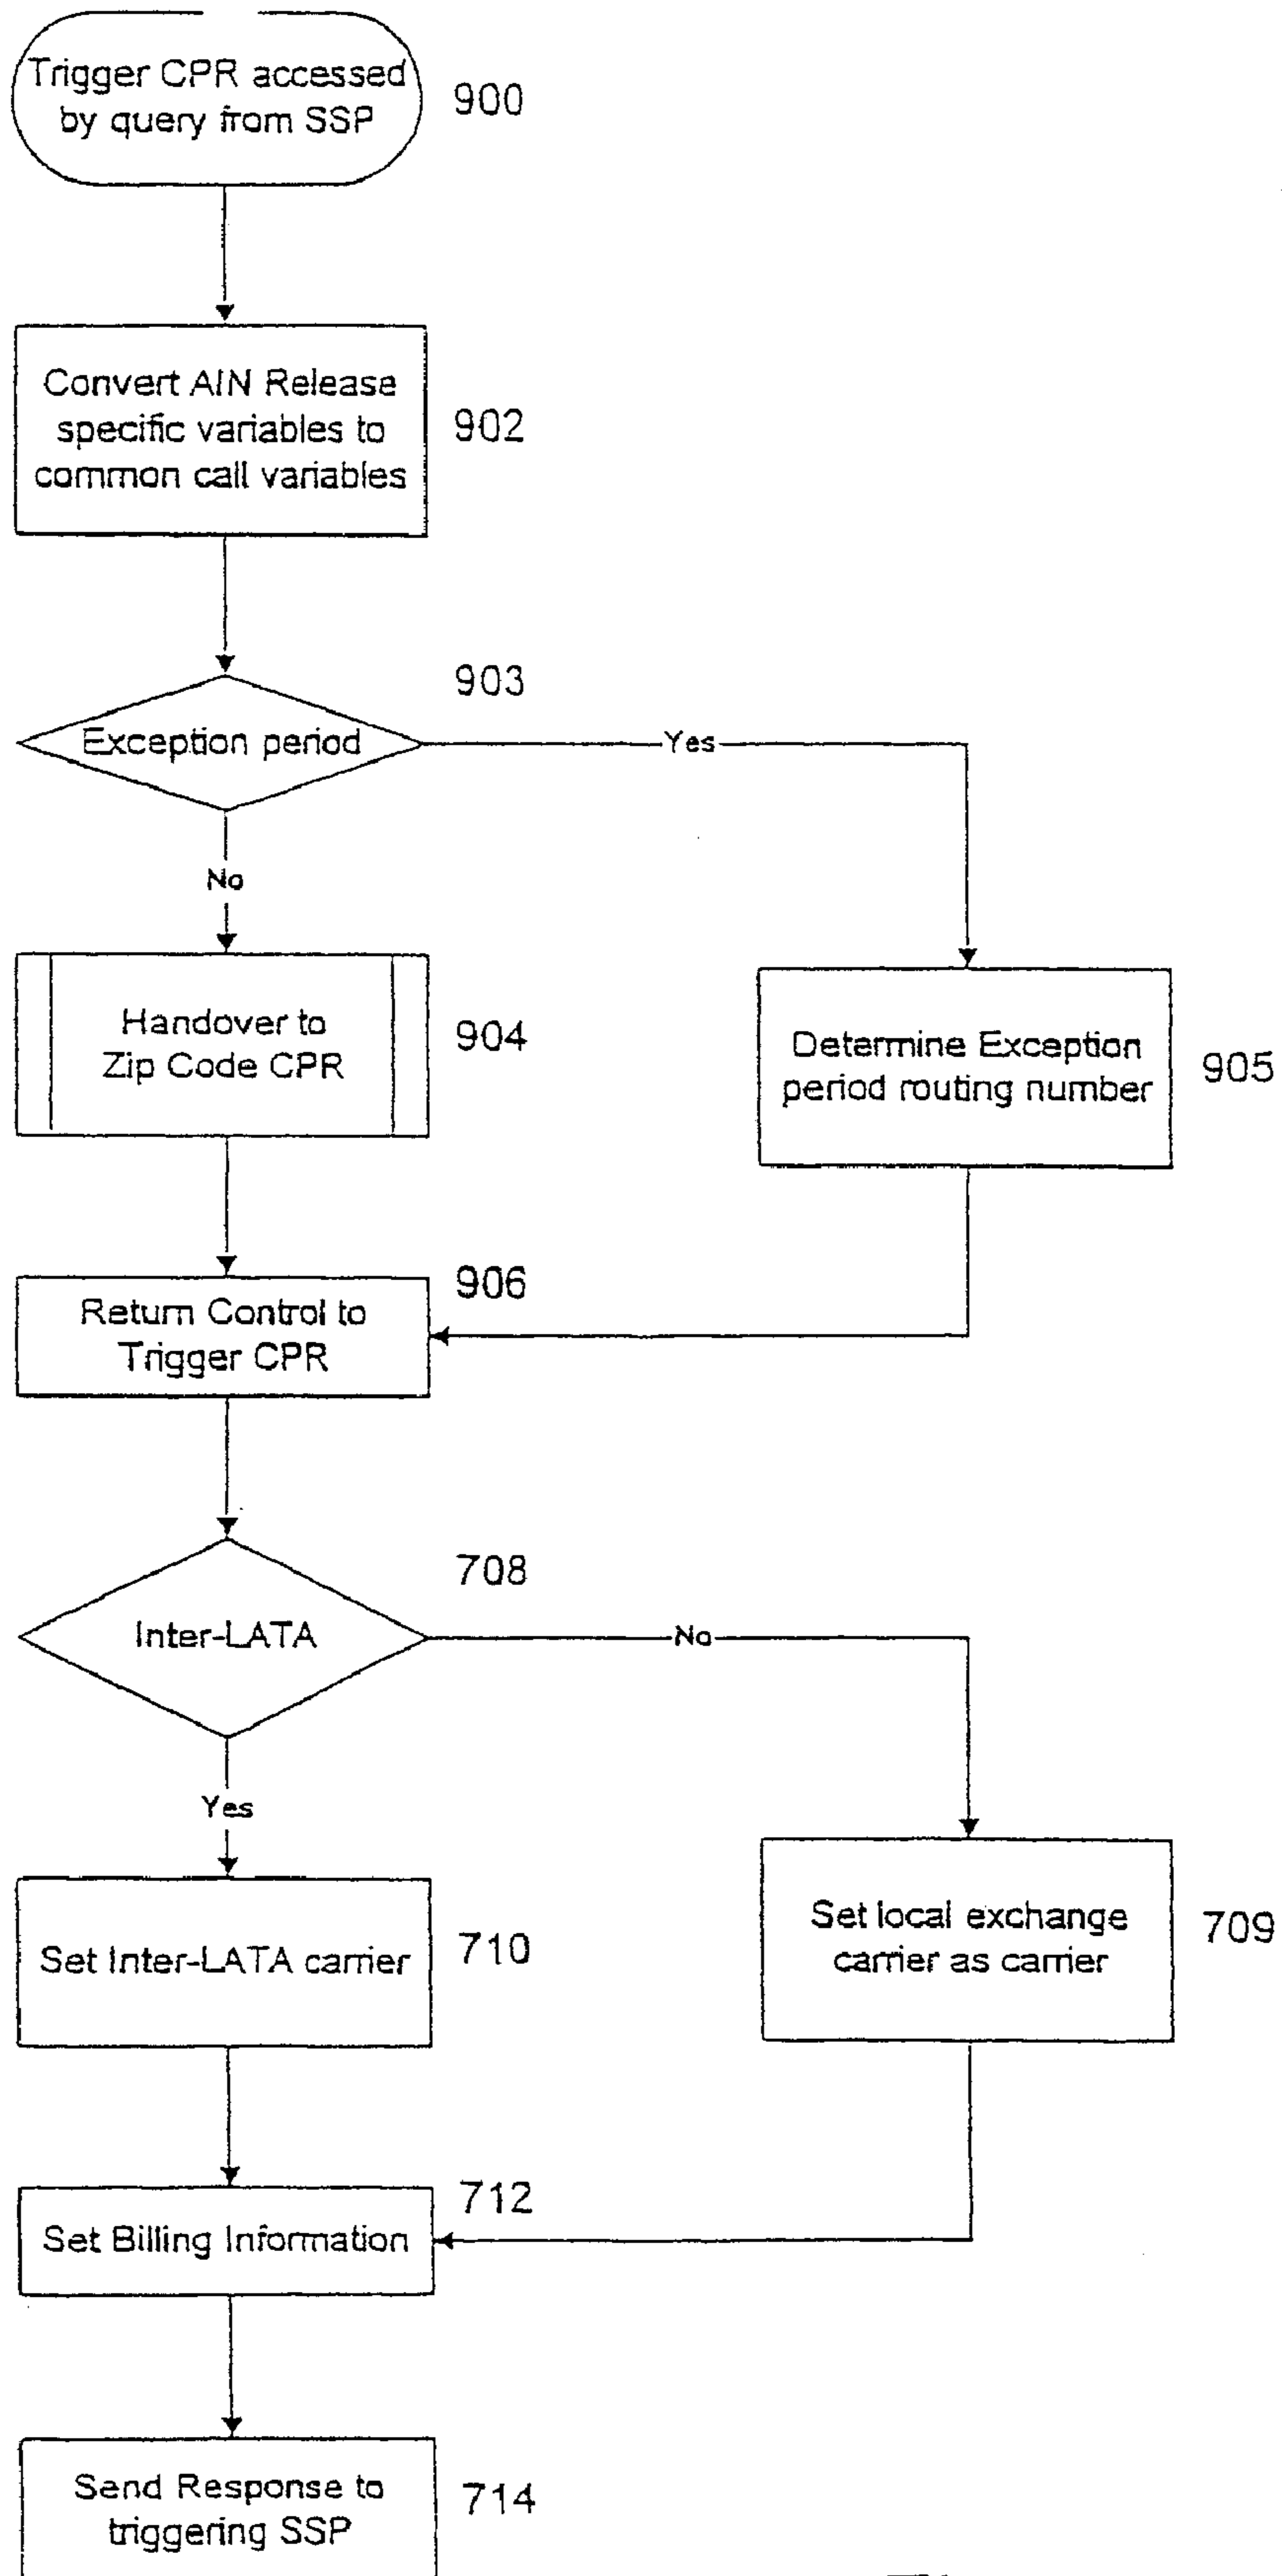 Trigger CPR accessed
by query from SSP
900
Convert AIN Release
specific variables to
common call variables
902
903
Exception period
Yes
No
Handover to
Zip Code CPR
904
Determine Exception
period routing number
905
906
Return Control to
Trigger CPR
708
Inter-LATA
No
Yes
Set Inter-LATA carrier
710
Set local exchange
carrier as carrier
709
712
Set Billing Information
Send Response to
triggering SSP
714